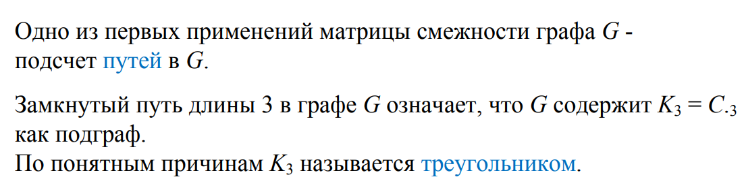 Одно из первых применений матрицы смежности графа G -
подсчет путей в G.
Замкнутый путь длины 3 в графе G означает, что G содержит K₃ = C.₃
как подграф.
По понятным причинам K₃ называется треугольником.